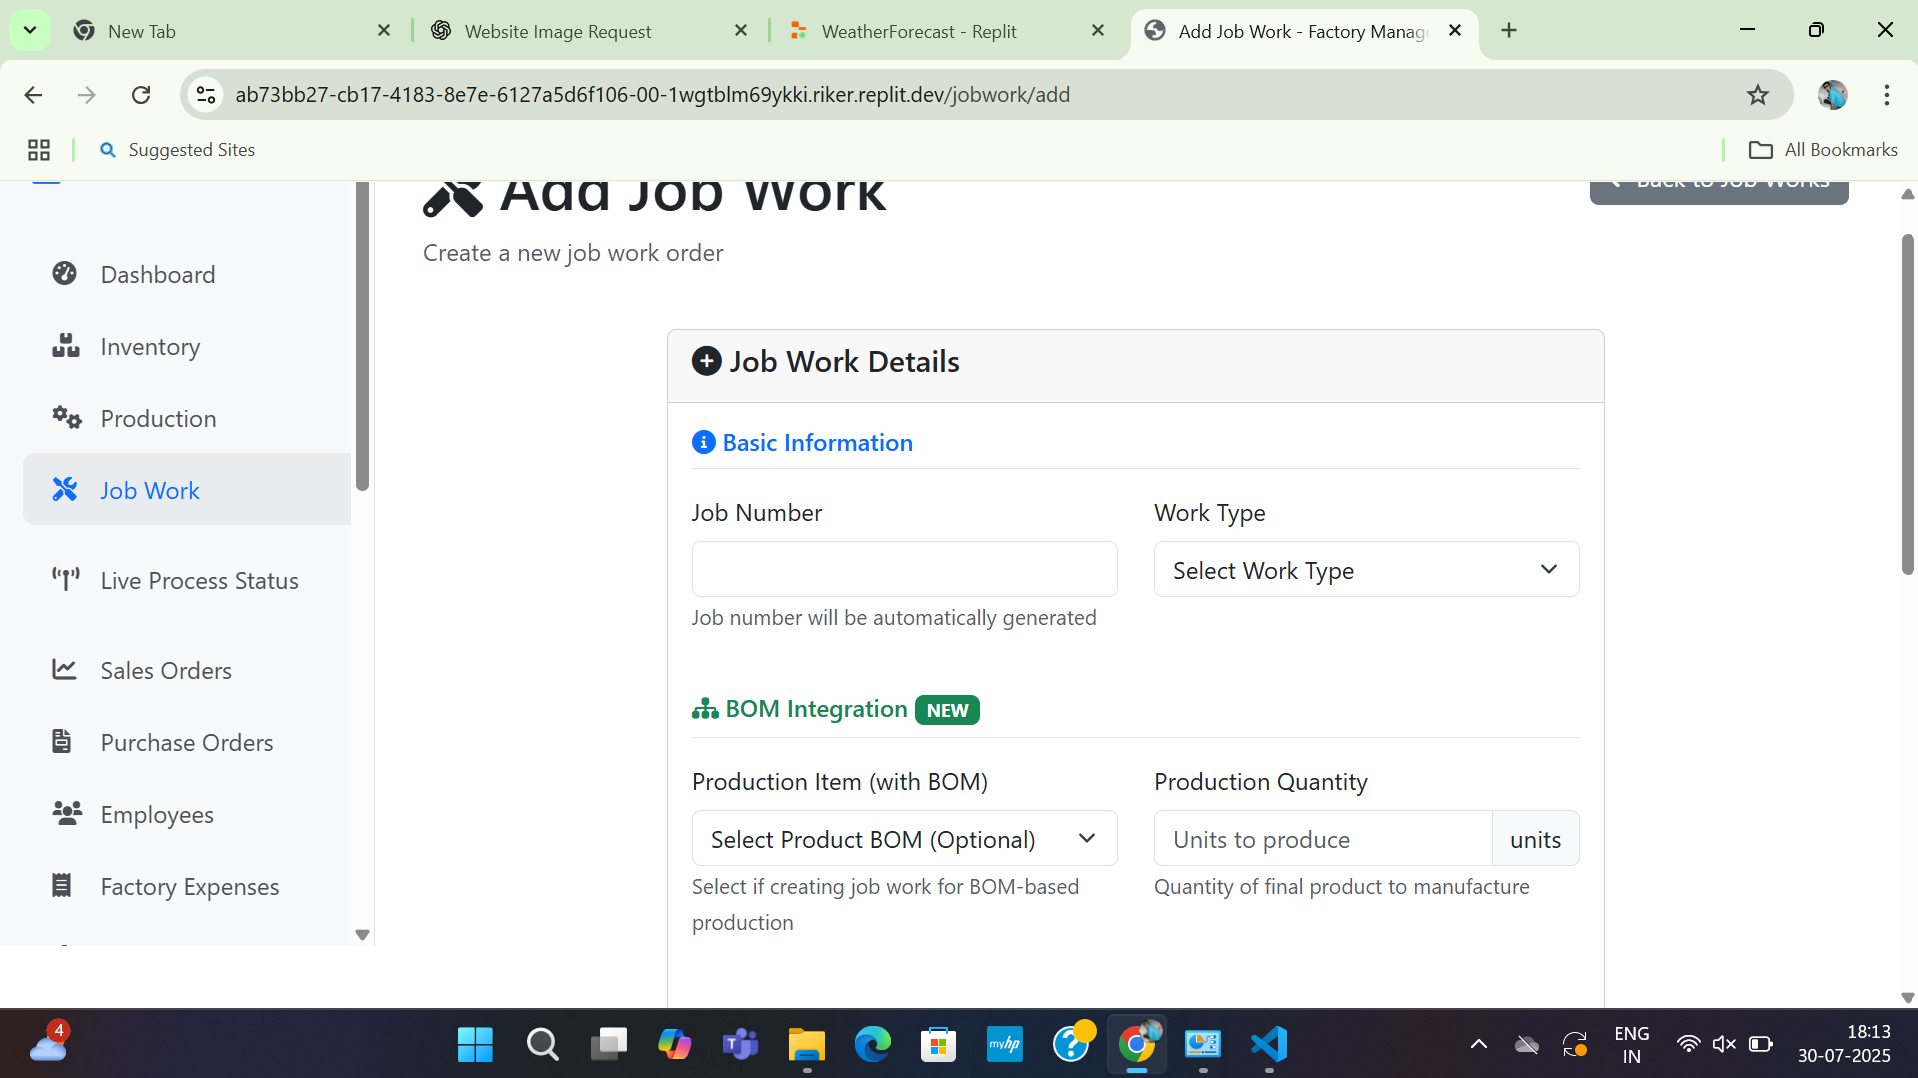 New Tab
Website Image Request
WeatherForecast - Replit
Add Job Work - Factory Manag
ab73bb27-cb17-4183-8e7e-6127a5d6f106-00-1wgtblm69ykki.riker.replit.dev/jobwork/add
Suggested Sites
All Bookmarks
Dashboard
Inventory
Production
Job Work
Live Process Status
Sales Orders
Purchase Orders
Employees
Factory Expenses
Add Job Work
Back to Job Works
Create a new job work order
Job Work Details
Basic Information
Job Number
Work Type
Select Work Type
Job number will be automatically generated
BOM Integration NEW
Production Item (with BOM)
Production Quantity
Select Product BOM (Optional)
Units to produce
units
Select if creating job work for BOM-based
production
Quantity of final product to manufacture
4
myhp
ENG
IN
18:13
30-07-2025